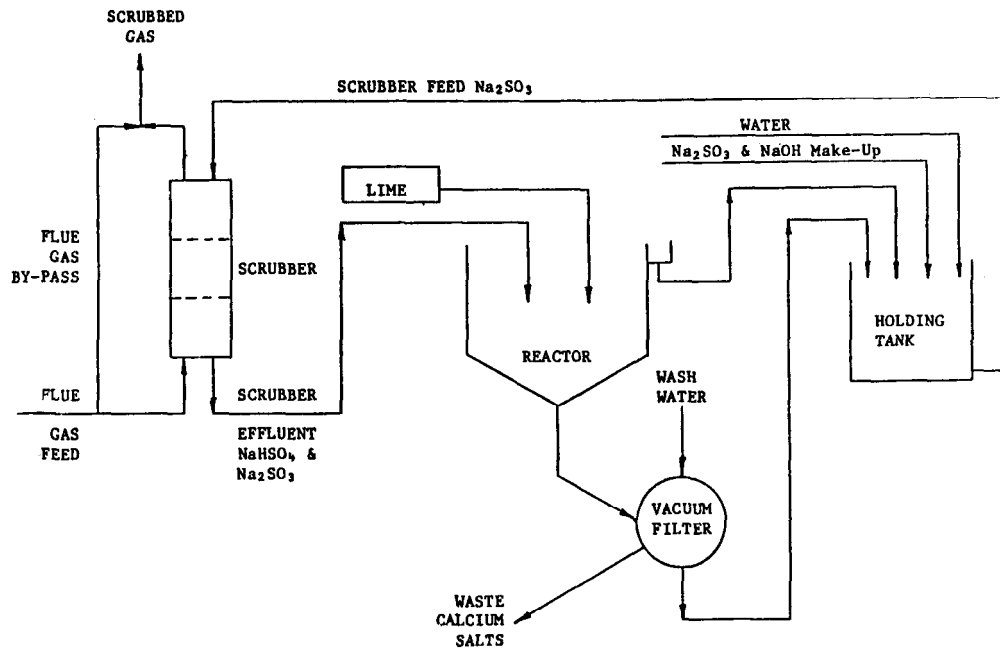 SCRUBBED
GAS
SCRUBBER FEED Na₂SO₃
WATER
Na₂SO₃ & NaOH Make-Up
LIME
FLUE
GAS
BY-PASS
SCRUBBER
REACTOR
HOLDING
TANK
FLUE
GAS
FEED
SCRUBBER
EFFLUENT
NaHSO₄ &
Na₂SO₃
WASH
WATER
VACUUM
FILTER
WASTE
CALCIUM
SALTS